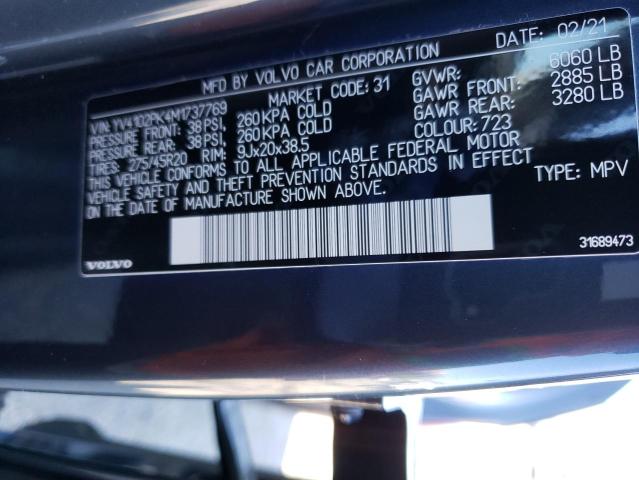 MFD BY VOLVO CAR CORPORATION DATE: 02/21
MARKET CODE: 31 GVWR: 6060 LB
VIN: YV4102PK4M1737769 GAWR FRONT: 2885 LB
PRESSURE FRONT: 38 PSI, 260 KPA COLD GAWR REAR: 3280 LB
PRESSURE REAR: 38 PSI, 260 KPA COLD COLOUR: 723
TIRES: 275/45R20 RIM: 9Jx20x38.5
THIS VEHICLE CONFORMS TO ALL APPLICABLE FEDERAL MOTOR
VEHICLE SAFETY AND THEFT PREVENTION STANDARDS IN EFFECT
ON THE DATE OF MANUFACTURE SHOWN ABOVE. TYPE: MPV
VOLVO 31689473